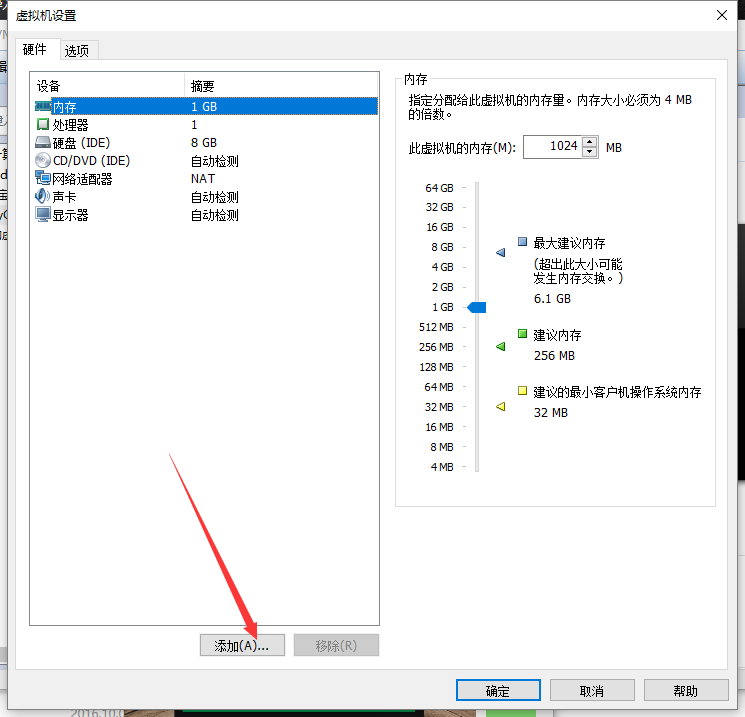 虚拟机设置
硬件 选项
设备 摘要
内存 1 GB
处理器 1
硬盘 (IDE) 8 GB
CD/DVD (IDE) 自动检测
网络适配器 NAT
声卡 自动检测
显示器 自动检测
添加(A)... 移除(R)
内存
指定分配给此虚拟机的内存量。内存大小必须为 4 MB
的倍数。
此虚拟机的内存(M): 1024 MB
64 GB
32 GB
16 GB
8 GB
4 GB
2 GB
1 GB
512 MB
256 MB
128 MB
64 MB
32 MB
16 MB
8 MB
4 MB
最大建议内存
(超出此大小可能
发生内存交换。)
6.1 GB
建议内存
256 MB
建议的最小客户机操作系统内存
32 MB
确定 取消 帮助